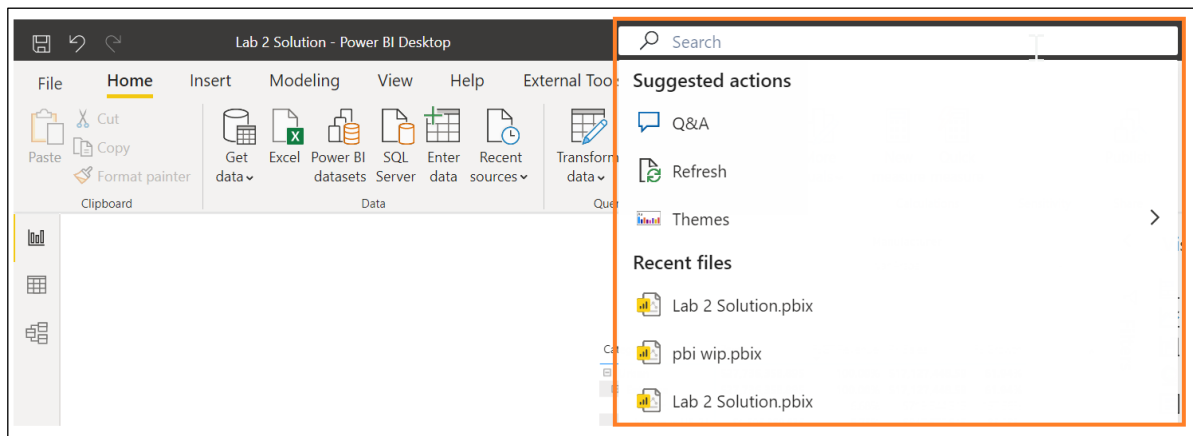 Lab 2 Solution - Power BI Desktop
Search
File Home Insert Modeling View Help External Too
Suggested actions
Q&A
Refresh
Themes
Recent files
Lab 2 Solution.pbix
pbi wip.pbix
Lab 2 Solution.pbix
Paste
Cut
Copy
Format painter
Clipboard
Get
data
Excel
Power BI
datasets
SQL
Server
Enter
data
Recent
sources
Data
Transform
data
Quer
Cat